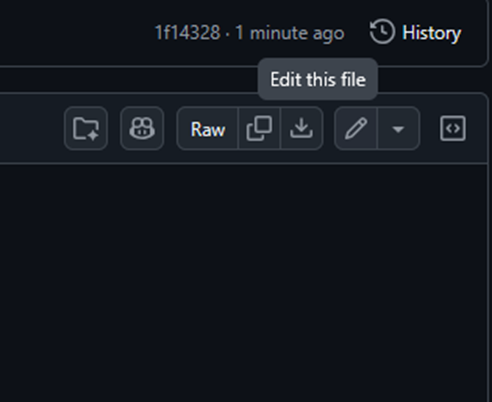 1f14328 · 1 minute ago History
Edit this file
Raw